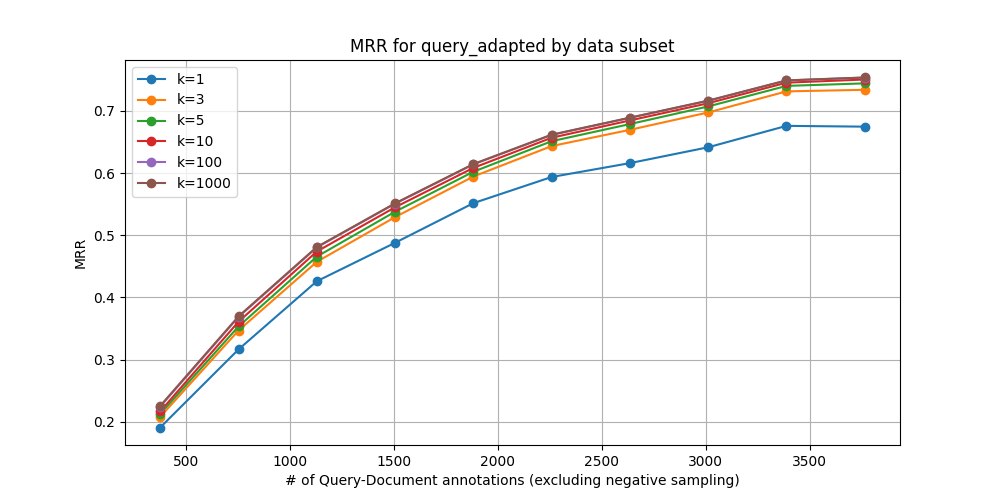 MRR for query_adapted by data subset
k=1
k=3
k=5
k=10
k=100
k=1000
MRR
0.7
0.6
0.5
0.4
0.3
0.2
500 1000 1500 2000 2500 3000 3500
# of Query-Document annotations (excluding negative sampling)